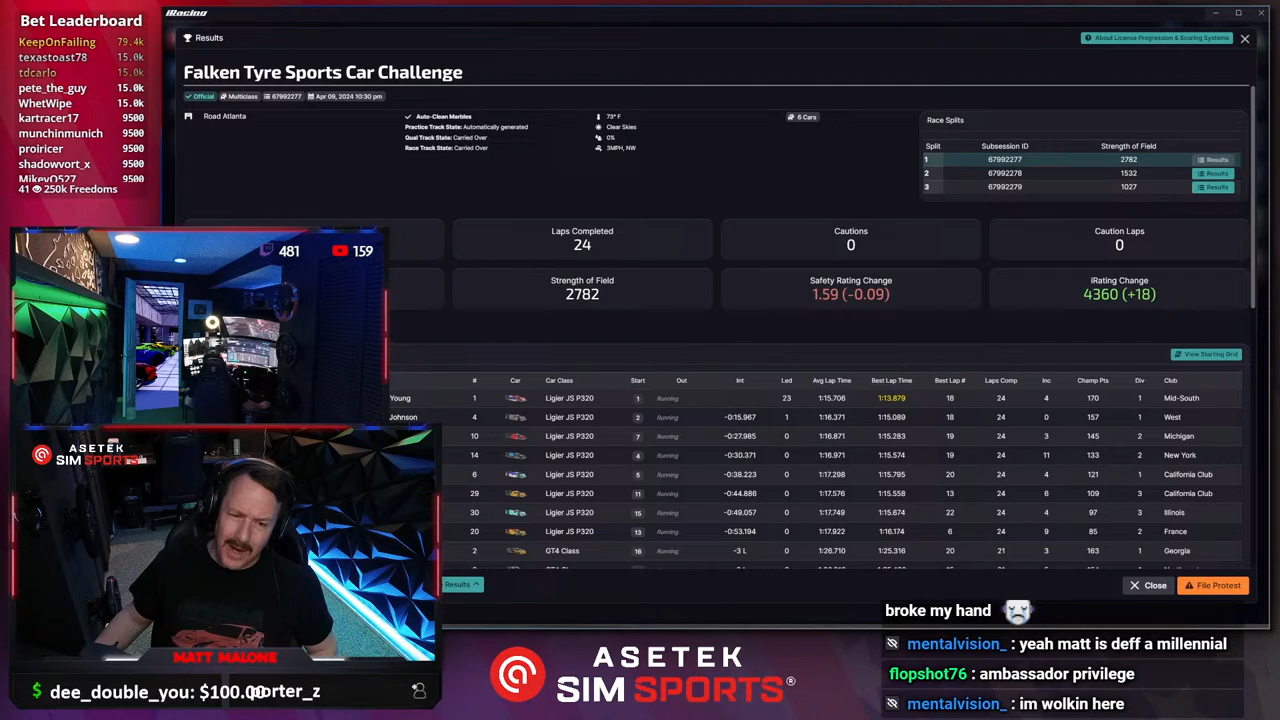 Bet Leaderboard
KeepOnFailing 79.4k
texastoast78 15.0k
tdcarlo 15.0k
pete_the_guy 15.0k
WhetWipe 15.0k
kartracer17 9500
munchinmunich 9500
proiricer 9500
shadowvort_x 9500
MikeyO527 9500
41 250k Freedoms
iRacing
Results
About License Progression & Scoring Systems
Falken Tyre Sports Car Challenge
Official Multiclass 67992277 Apr 08, 2024 10:30 pm
Road Atlanta
Auto-Clean Marbles
Practice Track State: Automatically generated
Qual Track State: Carried Over
Race Track State: Carried Over
73° F
Clear Skies
0%
3MPH, NW
6 Cars
Race Splits
Split Subsession ID Strength of Field
1 67992277 2782 Results
2 67992278 1532 Results
3 67992279 1027 Results
Laps Completed
24
Cautions
0
Caution Laps
0
Strength of Field
2782
Safety Rating Change
1.59 (-0.09)
iRating Change
4360 (+18)
View Starting Grid
# Car Car Class Start Out Int Led Avg Lap Time Best Lap Time Best Lap # Laps Comp Inc Champ Pts Div Club
Young 1 Ligier JS P320 1 Running 23 1:15.706 1:13.879 18 24 4 170 1 Mid-South
Johnson 4 Ligier JS P320 2 Running -0:15.967 1 1:16.371 1:15.089 18 24 0 157 1 West
10 Ligier JS P320 7 Running -0:27.985 0 1:16.871 1:15.283 19 24 3 145 2 Michigan
14 Ligier JS P320 4 Running -0:30.371 0 1:16.971 1:15.574 19 24 11 133 2 New York
6 Ligier JS P320 5 Running -0:38.223 0 1:17.298 1:15.795 20 24 4 121 1 California Club
29 Ligier JS P320 11 Running -0:44.886 0 1:17.576 1:15.558 13 24 6 109 3 California Club
30 Ligier JS P320 15 Running -0:49.057 0 1:17.749 1:15.674 22 24 4 97 3 Illinois
20 Ligier JS P320 13 Running -0:53.194 0 1:17.922 1:16.174 6 24 9 85 2 France
2 GT4 Class 16 Running -3 L 0 1:26.710 1:25.316 20 21 3 163 1 Georgia
Results
Close
File Protest
481 159
ASETEK
SIM SPORTS
MATT MALONE
$ dee_double_you: $100.00 porter_z
ASETEK
SIM SPORTS®
broke my hand
mentalvision_ : yeah matt is deff a millennial
flopshot76 : ambassador privilege
mentalvision_ : im wolkin here